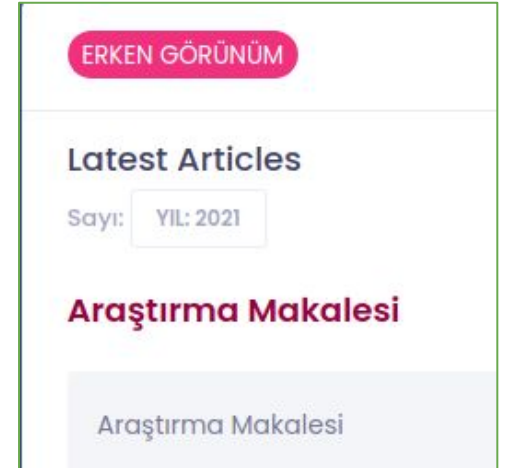 ERKEN GÖRÜNÜM
Latest Articles
Sayı: YIL: 2021
Araştırma Makalesi
Araştırma Makalesi